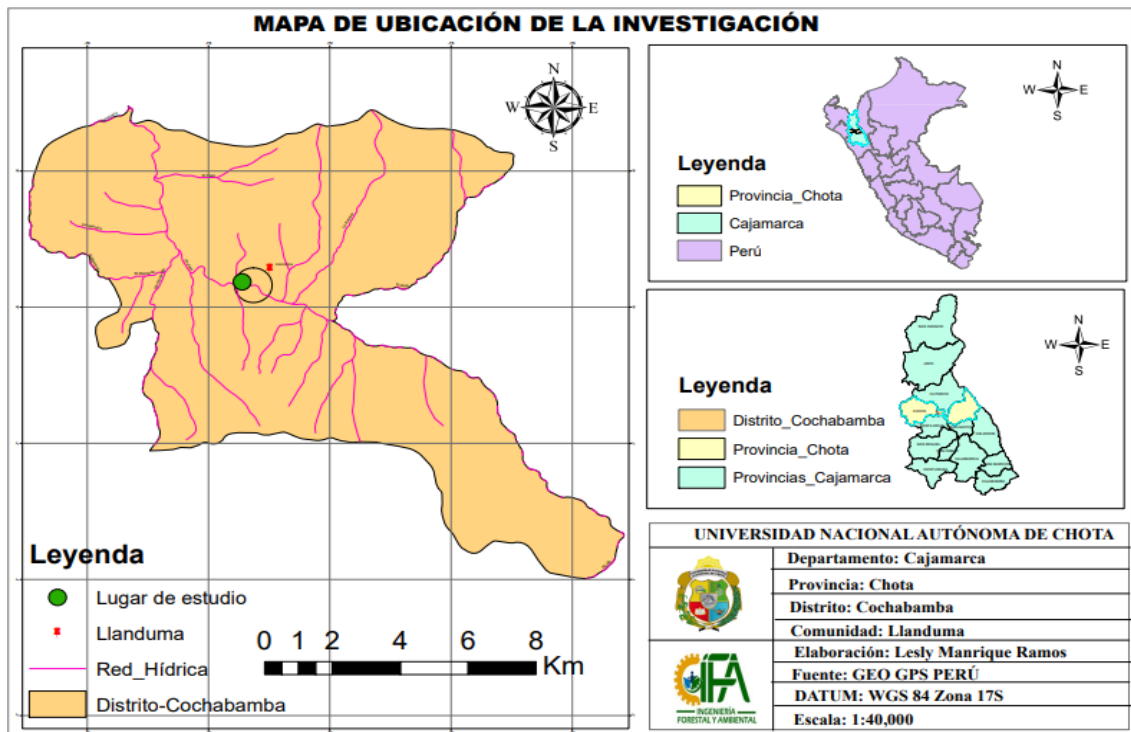 MAPA DE UBICACIÓN DE LA INVESTIGACIÓN
N
W E
S
Leyenda
Lugar de estudio
Llanduma
Red_Hídrica
Distrito-Cochabamba
0 1 2 4 6 8
Km
N
W E
S
Leyenda
Provincia_Chota
Cajamarca
Perú
N
W E
S
Leyenda
Distrito_Cochabamba
Provincia_Chota
Provincias_Cajamarca
UNIVERSIDAD NACIONAL AUTÓNOMA DE CHOTA
Departamento: Cajamarca
Provincia: Chota
Distrito: Cochabamba
Comunidad: Llanduma
Elaboración: Lesly Manrique Ramos
Fuente: GEO GPS PERÚ
DATUM: WGS 84 Zona 17S
Escala: 1:40,000
IFA
INGENIERÍA
FORESTAL Y AMBIENTAL